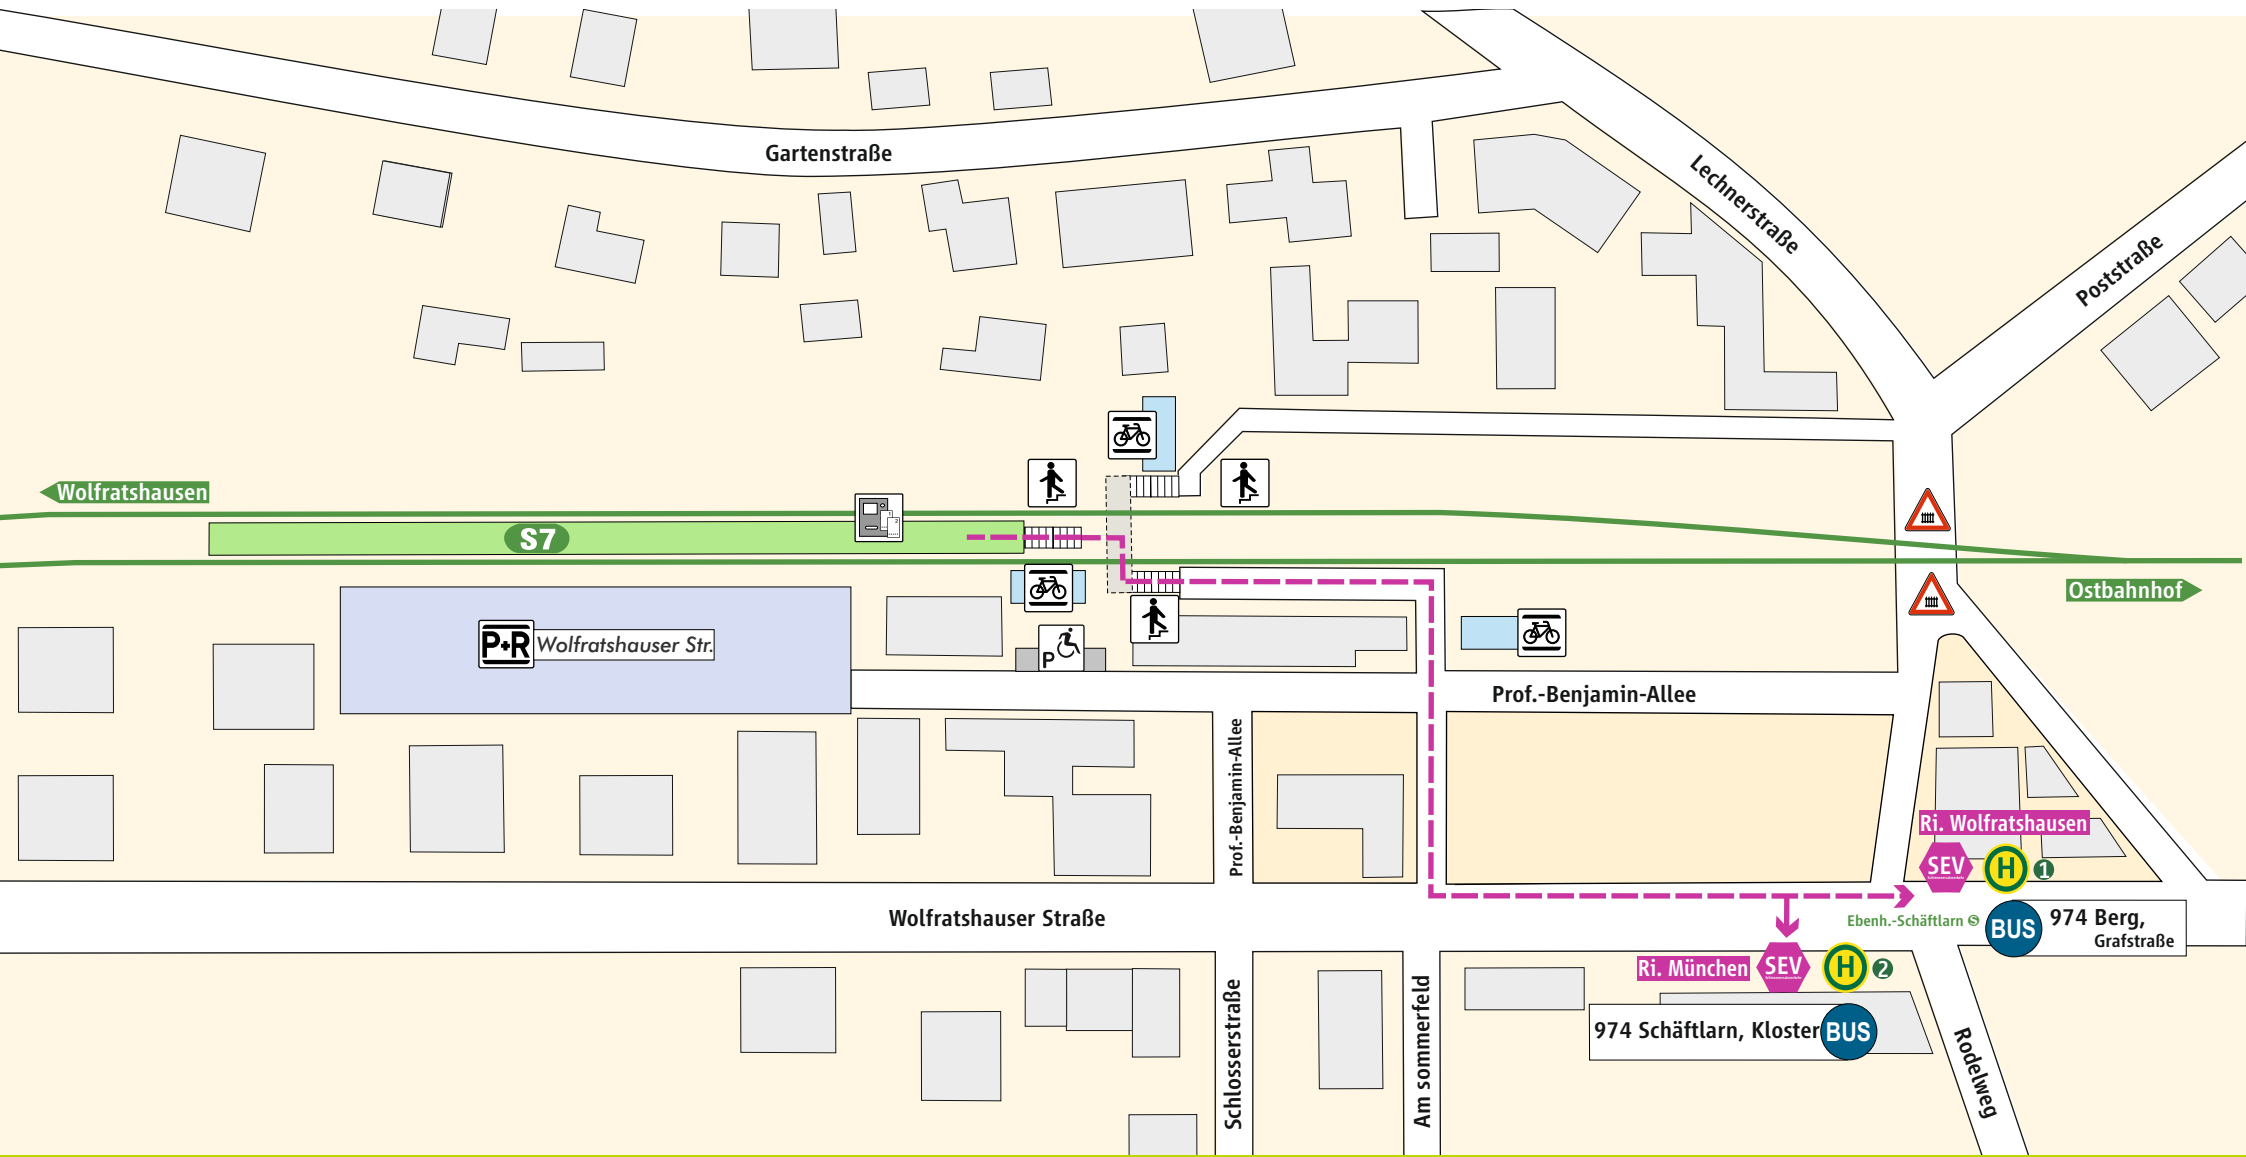 Gartenstraße
Lechnerstraße
Poststraße
Wolfratshausen
S7
1
2
Ostbahnhof
P+R Wolfratshauser Str.
P
Prof.-Benjamin-Allee
Prof.-Benjamin-Allee
Ri. Wolfratshausen
SEV H 1
Wolfratshauser Straße
Ebenh.-Schäftlarn S
BUS 974 Berg,
Grafstraße
Ri. München SEV H 2
974 Schäftlarn, Kloster BUS
Schlosserstraße
Am sommerfeld
Rodelweg